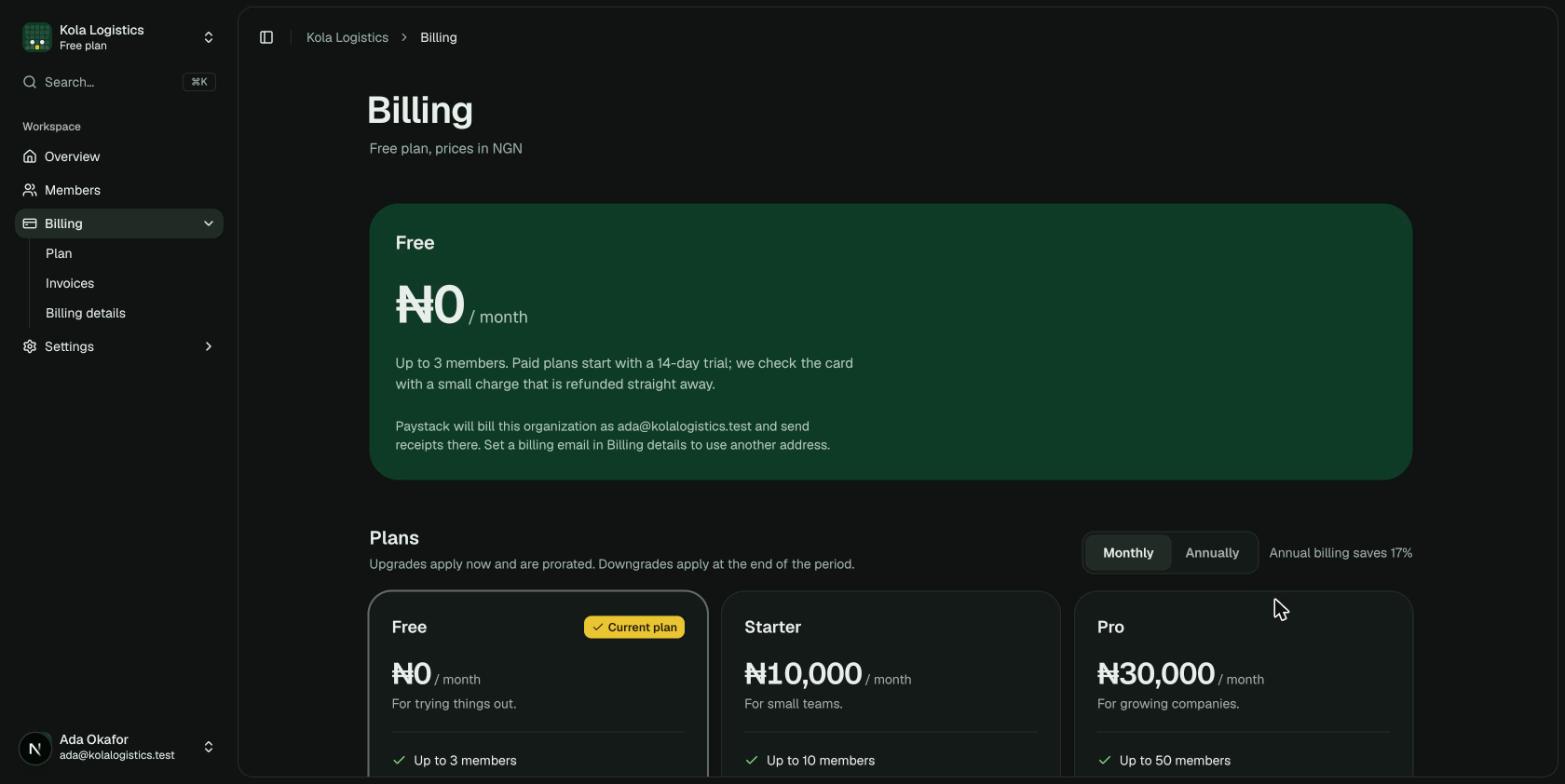 Kola Logistics
Free plan
Search...
⌘K
Workspace
Overview
Members
Billing
Plan
Invoices
Billing details
Settings
N
Ada Okafor
ada@kolalogistics.test
Kola Logistics > Billing
Billing
Free plan, prices in NGN
Free
₦0 / month
Up to 3 members. Paid plans start with a 14-day trial; we check the card
with a small charge that is refunded straight away.
Paystack will bill this organization as ada@kolalogistics.test and send
receipts there. Set a billing email in Billing details to use another address.
Plans
Upgrades apply now and are prorated. Downgrades apply at the end of the period.
Monthly
Annually
Annual billing saves 17%
Free
Current plan
₦0 / month
For trying things out.
Up to 3 members
Starter
₦10,000 / month
For small teams.
Up to 10 members
Pro
₦30,000 / month
For growing companies.
Up to 50 members